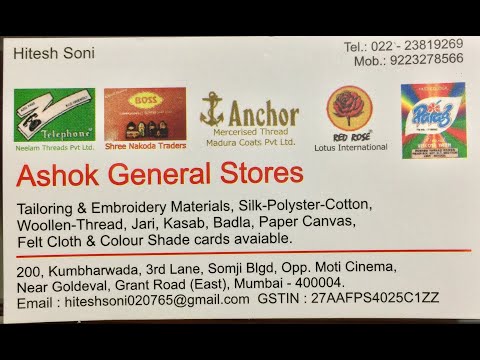 Hitesh Soni
Tel.: 022 - 23819269
Mob.: 9223278566
Telephone
Neelam Threads Pvt Ltd.
BOSS
Shree Nakoda Traders
Anchor
Mercerised Thread
Madura Coats Pvt Ltd.
RED ROSE
Lotus International
Ashok General Stores
Tailoring & Embroidery Materials, Silk-Polyster-Cotton,
Woollen-Thread, Jari, Kasab, Badla, Paper Canvas,
Felt Cloth & Colour Shade cards avaiable.
200, Kumbharwada, 3rd Lane, Somji Blgd, Opp. Moti Cinema,
Near Goldeval, Grant Road (East), Mumbai - 400004.
Email : hiteshsoni020765@gmail.com GSTIN : 27AAFPS4025C1ZZ